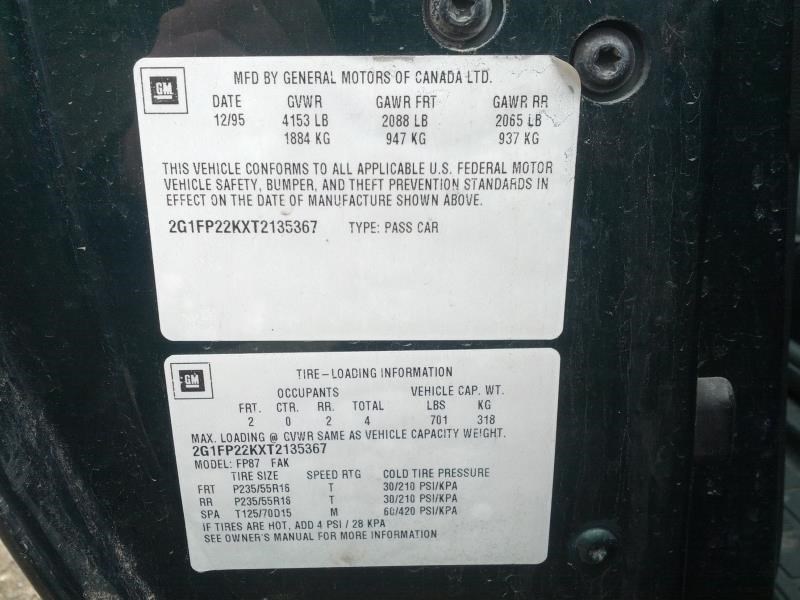 GM
MFD BY GENERAL MOTORS OF CANADA LTD.
DATE GVWR GAWR FRT GAWR RR
12/95 4153 LB 2088 LB 2065 LB
1884 KG 947 KG 937 KG
THIS VEHICLE CONFORMS TO ALL APPLICABLE U.S. FEDERAL MOTOR
VEHICLE SAFETY, BUMPER, AND THEFT PREVENTION STANDARDS IN
EFFECT ON THE DATE OF MANUFACTURE SHOWN ABOVE.
2G1FP22KXT2135367 TYPE: PASS CAR
GM
TIRE-LOADING INFORMATION
OCCUPANTS VEHICLE CAP. WT.
FRT. CTR. RR. TOTAL LBS KG
2 0 2 4 701 318
MAX. LOADING @ GVWR SAME AS VEHICLE CAPACITY WEIGHT.
2G1FP22KXT2135367
MODEL: FP87 FAK
TIRE SIZE SPEED RTG COLD TIRE PRESSURE
FRT P235/55R16 T 30/210 PSI/KPA
RR P235/55R16 T 30/210 PSI/KPA
SPA T125/70D15 M 60/420 PSI/KPA
IF TIRES ARE HOT, ADD 4 PSI / 28 KPA
SEE OWNER'S MANUAL FOR MORE INFORMATION